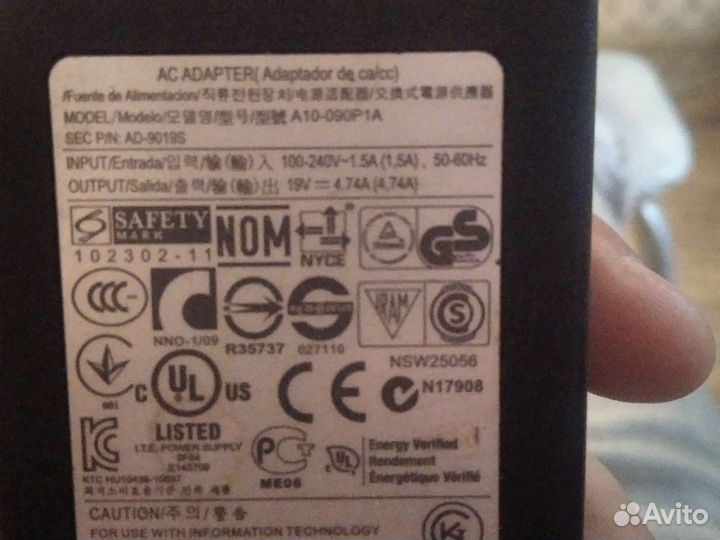 AC ADAPTER( Adaptador de ca/cc)
/Fuente de Alimentacion/직류전원장치/电源适配器/交換式電源供應器
MODEL/Modelo/모델명/型号/型號 A10-090P1A
SEC P/N: AD-9019S
INPUT/Entrada/입력/输(輸)入 100-240V~1.5A (1,5A), 50-60Hz
OUTPUT/Salida/출력/输(輸)出 19V 4.74A (4,74A)
SAFETY
MARK
102302-11
NOM
NYCE
GS
CCC
NNO-1/09
R35737
027110
IRAM
S
NSW25056
001
C UL US
LISTED
I.T.E. POWER SUPPLY
CE
N17908
KC
ME06
UL
Energy Verified
Rendement
Énergétique Vérifié
CAUTION/주의/警告
FOR USE WITH INFORMATION TECHNOLOGY
Avito